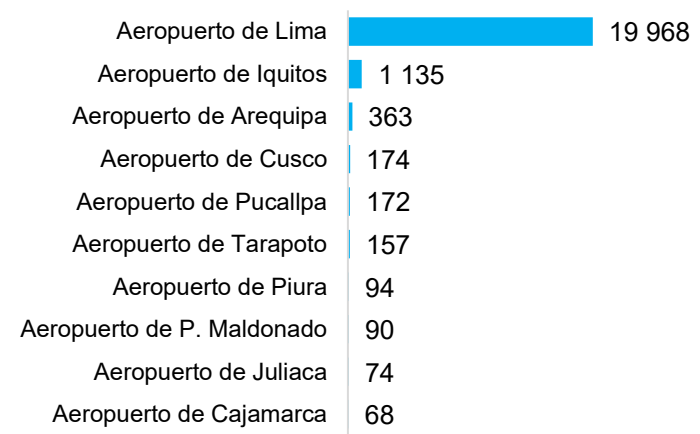 Aeropuerto de Lima 19 968
Aeropuerto de Iquitos 1 135
Aeropuerto de Arequipa 363
Aeropuerto de Cusco 174
Aeropuerto de Pucallpa 172
Aeropuerto de Tarapoto 157
Aeropuerto de Piura 94
Aeropuerto de P. Maldonado 90
Aeropuerto de Juliaca 74
Aeropuerto de Cajamarca 68